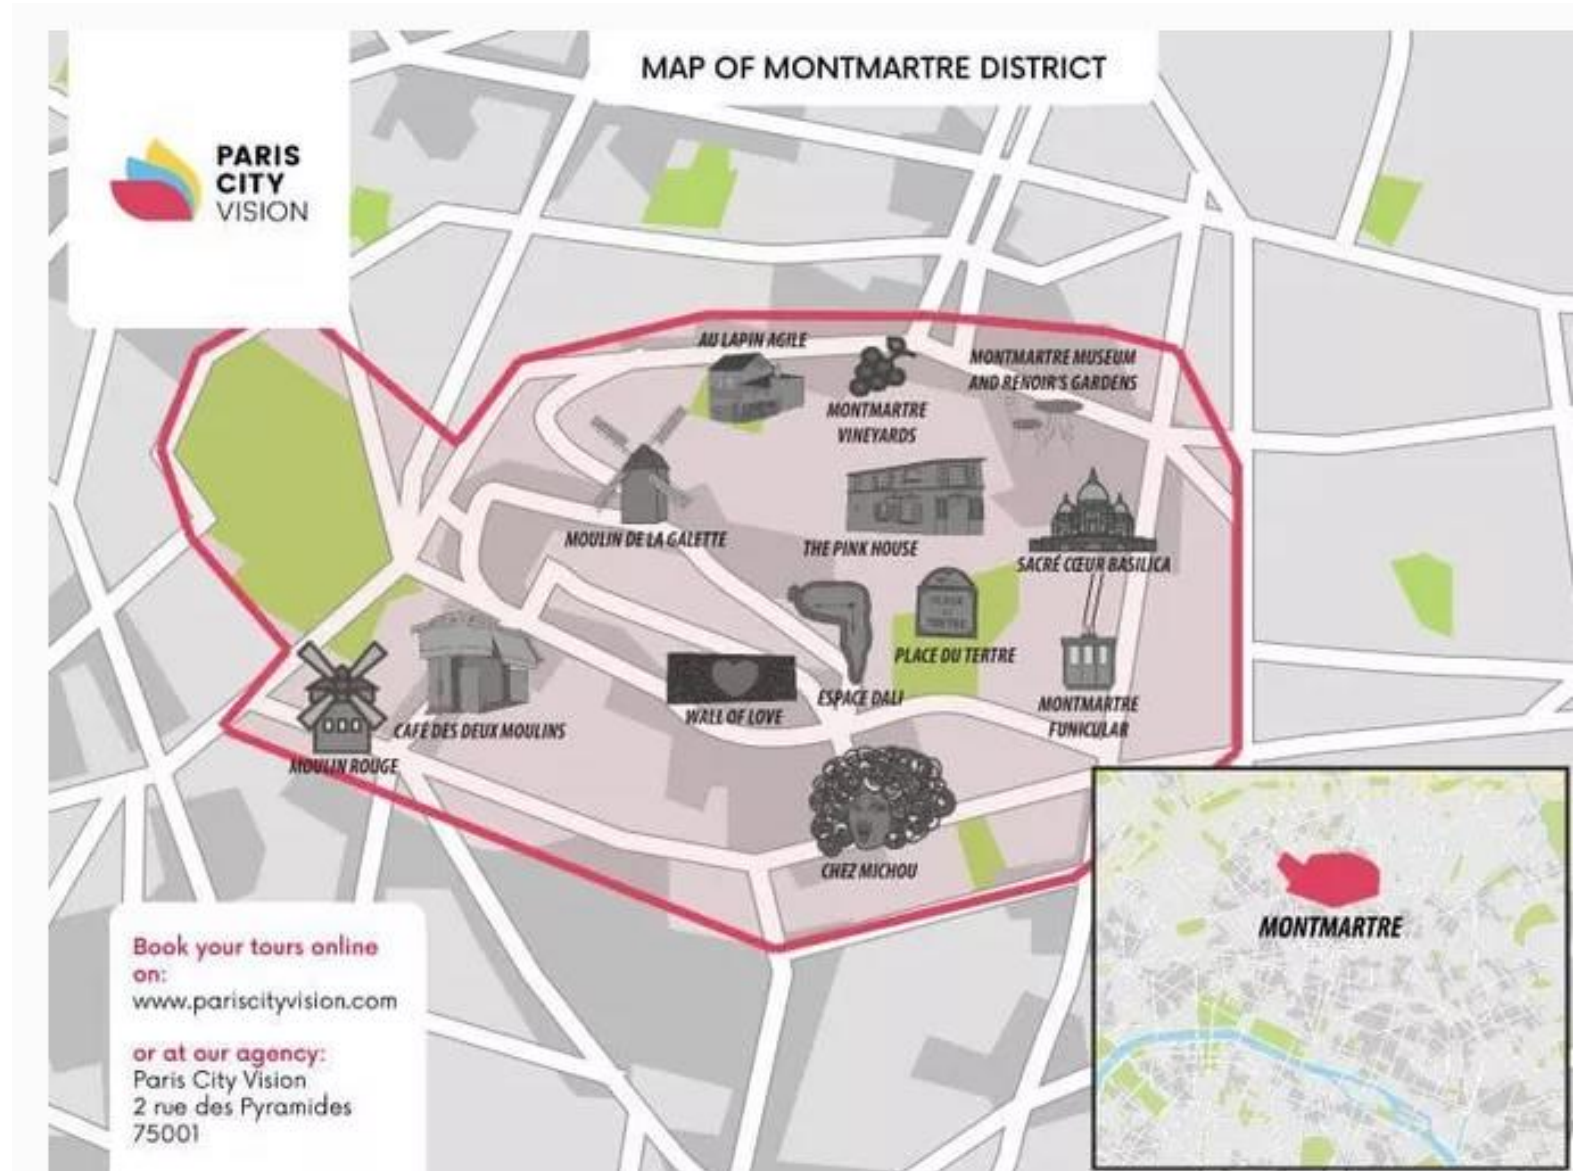 MAP OF MONTMARTRE DISTRICT
PARIS
CITY
VISION
AU LAPIN AGILE
MONTMARTRE
VINEYARDS
MONTMARTRE MUSEUM
AND RENOIR'S GARDENS
MOULIN DE LA GALETTE
THE PINK HOUSE
SACRÉ CŒUR BASILICA
PLACE
DU
TERTRE
PLACE DU TERTRE
ESPACE DALI
WALL OF LOVE
MONTMARTRE
FUNICULAR
CAFÉ DES DEUX MOULINS
MOULIN ROUGE
CHEZ MICHOU
Book your tours online
on:
www.pariscityvision.com
or at our agency:
Paris City Vision
2 rue des Pyramides
75001
MONTMARTRE